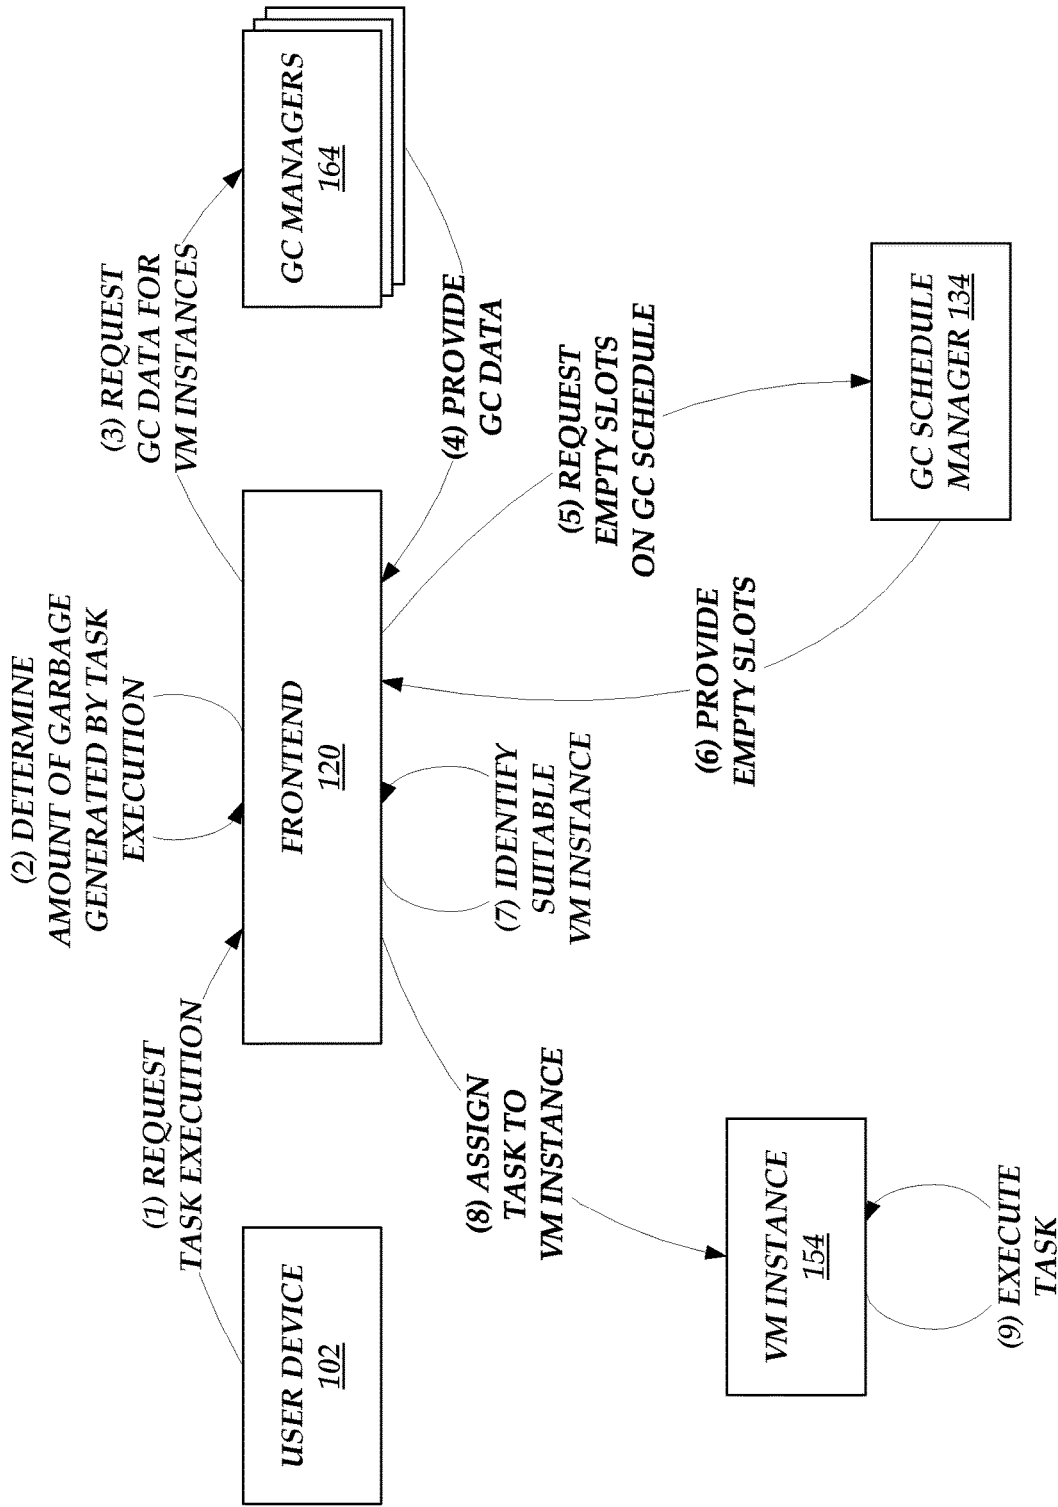 (1) REQUEST
TASK EXECUTION
(2) DETERMINE
AMOUNT OF GARBAGE
GENERATED BY TASK
EXECUTION
(3) REQUEST
GC DATA FOR
VM INSTANCES
USER DEVICE
102
FRONTEND
120
GC MANAGERS
164
(4) PROVIDE
GC DATA
(5) REQUEST
EMPTY SLOTS
ON GC SCHEDULE
(6) PROVIDE
EMPTY SLOTS
(7) IDENTIFY
SUITABLE
VM INSTANCE
(8) ASSIGN
TASK TO
VM INSTANCE
VM INSTANCE
154
GC SCHEDULE
MANAGER 134
(9) EXECUTE
TASK